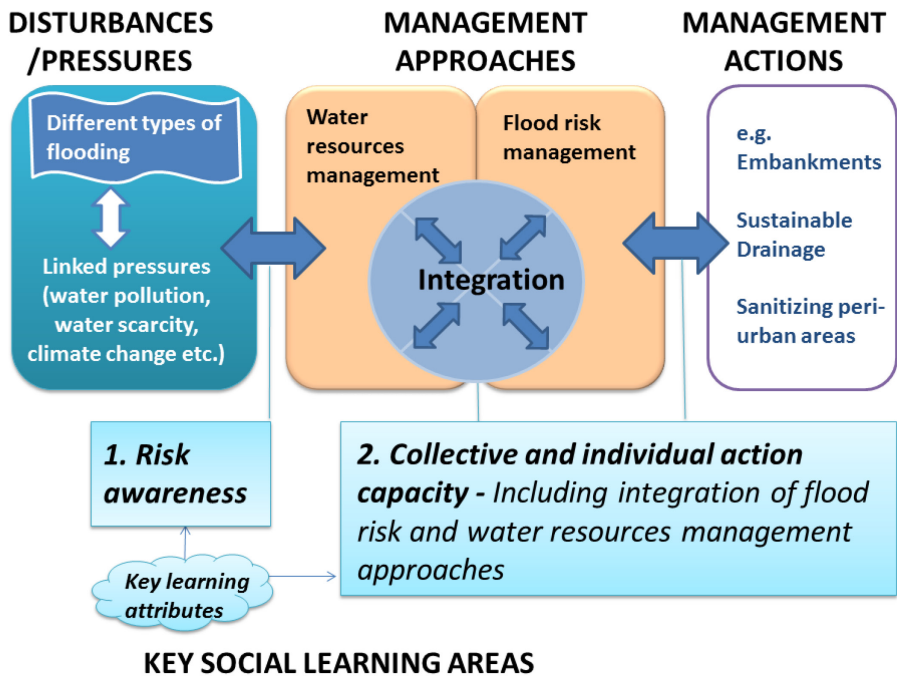 DISTURBANCES
/PRESSURES
MANAGEMENT
APPROACHES
MANAGEMENT
ACTIONS
Different types of
flooding
Linked pressures
(water pollution,
water scarcity,
climate change etc.)
Water
resources
management
Flood risk
management
Integration
e.g.
Embankments
Sustainable
Drainage
Sanitizing peri-
urban areas
1. Risk
awareness
2. Collective and individual action
capacity - Including integration of flood
risk and water resources management
approaches
Key learning
attributes
KEY SOCIAL LEARNING AREAS